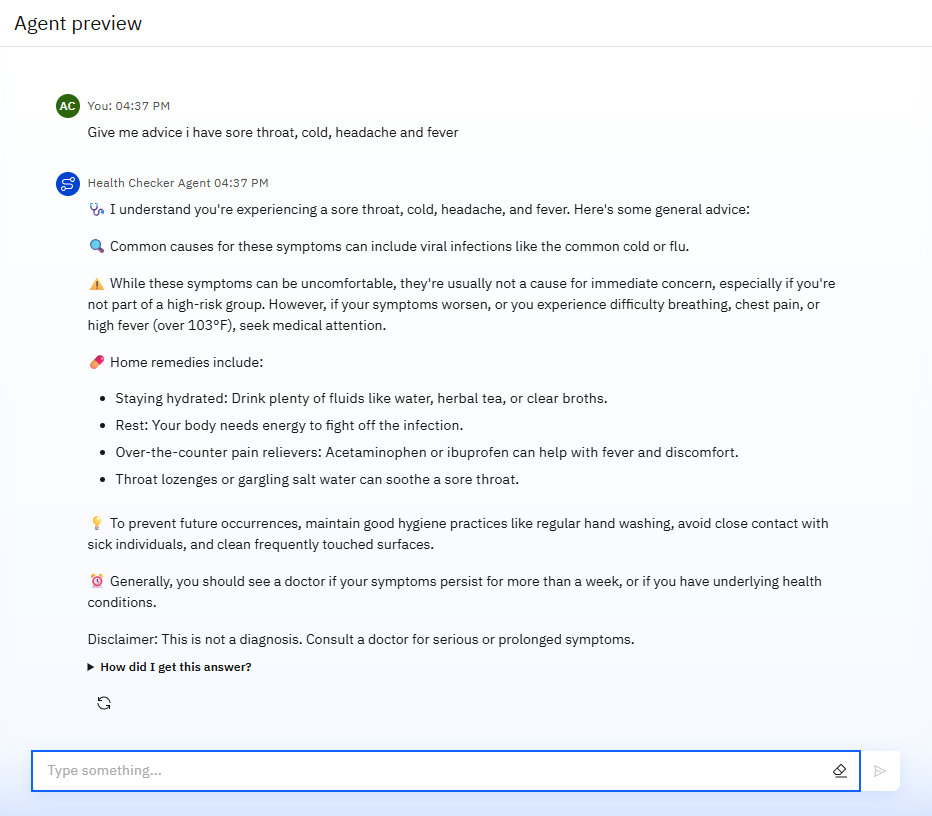 Agent preview
AC You: 04:37 PM
Give me advice i have sore throat, cold, headache and fever
Health Checker Agent 04:37 PM
🩺 I understand you're experiencing a sore throat, cold, headache, and fever. Here's some general advice:
🔍 Common causes for these symptoms can include viral infections like the common cold or flu.
⚠️ While these symptoms can be uncomfortable, they're usually not a cause for immediate concern, especially if you're
not part of a high-risk group. However, if your symptoms worsen, or you experience difficulty breathing, chest pain, or
high fever (over 103°F), seek medical attention.
💊 Home remedies include:
• Staying hydrated: Drink plenty of fluids like water, herbal tea, or clear broths.
• Rest: Your body needs energy to fight off the infection.
• Over-the-counter pain relievers: Acetaminophen or ibuprofen can help with fever and discomfort.
• Throat lozenges or gargling salt water can soothe a sore throat.
💡 To prevent future occurrences, maintain good hygiene practices like regular hand washing, avoid close contact with
sick individuals, and clean frequently touched surfaces.
⏰ Generally, you should see a doctor if your symptoms persist for more than a week, or if you have underlying health
conditions.
Disclaimer: This is not a diagnosis. Consult a doctor for serious or prolonged symptoms.
▶ How did I get this answer?
Type something...